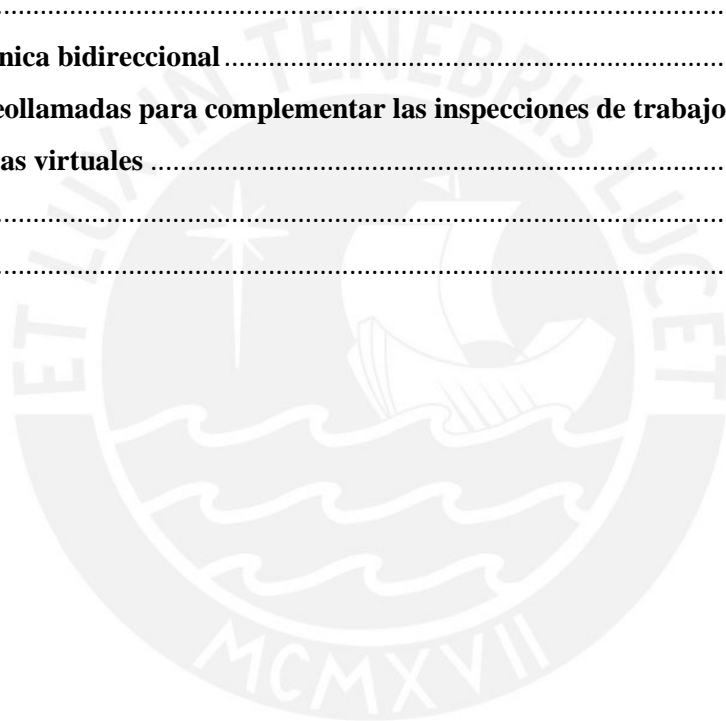 ................................................................
nica bidireccional ................................................................
eollamadas para complementar las inspecciones de trabajo
as virtuales ................................................................
................................................................
................................................................
ET LUX IN TENEBRIS LUCET
MCMXVII